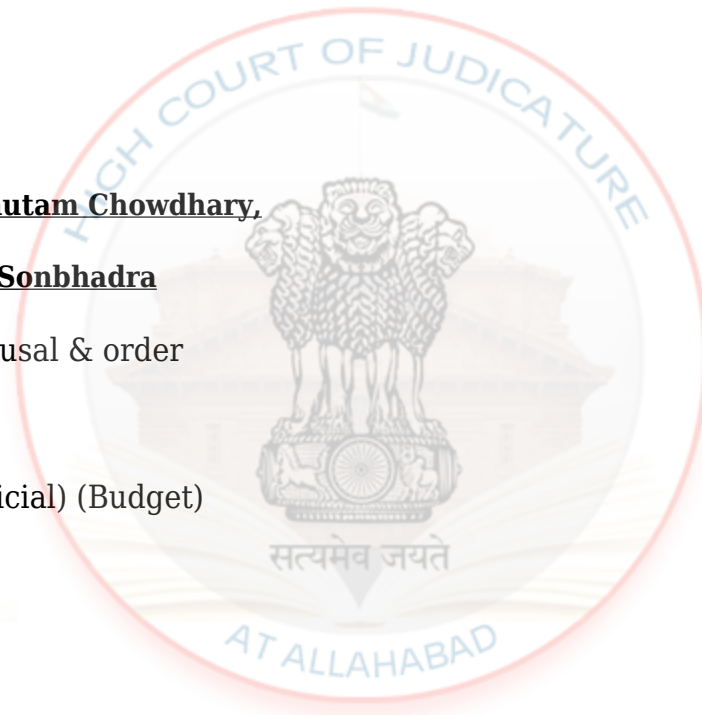 HIGH COURT OF JUDICATURE
utam Chowdhary,
Sonbhadra
usal & order
icial) (Budget)
सत्यमेव जयते
AT ALLAHABAD